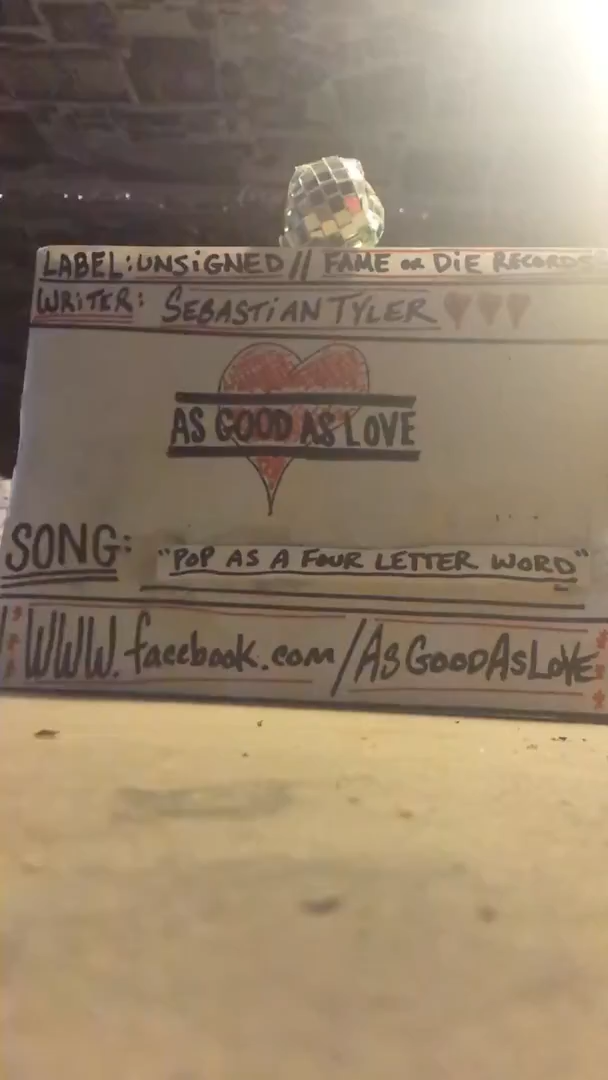 LABEL: UNSiGNED // FAME OR DiE RECORDS
WRiTER: SEBASTiAN TYLER
AS GOOD AS LOVE
SONG: "POP AS A FOUR LETTER WORD"
WWW.facebook.com/AsGOODAsLOVE